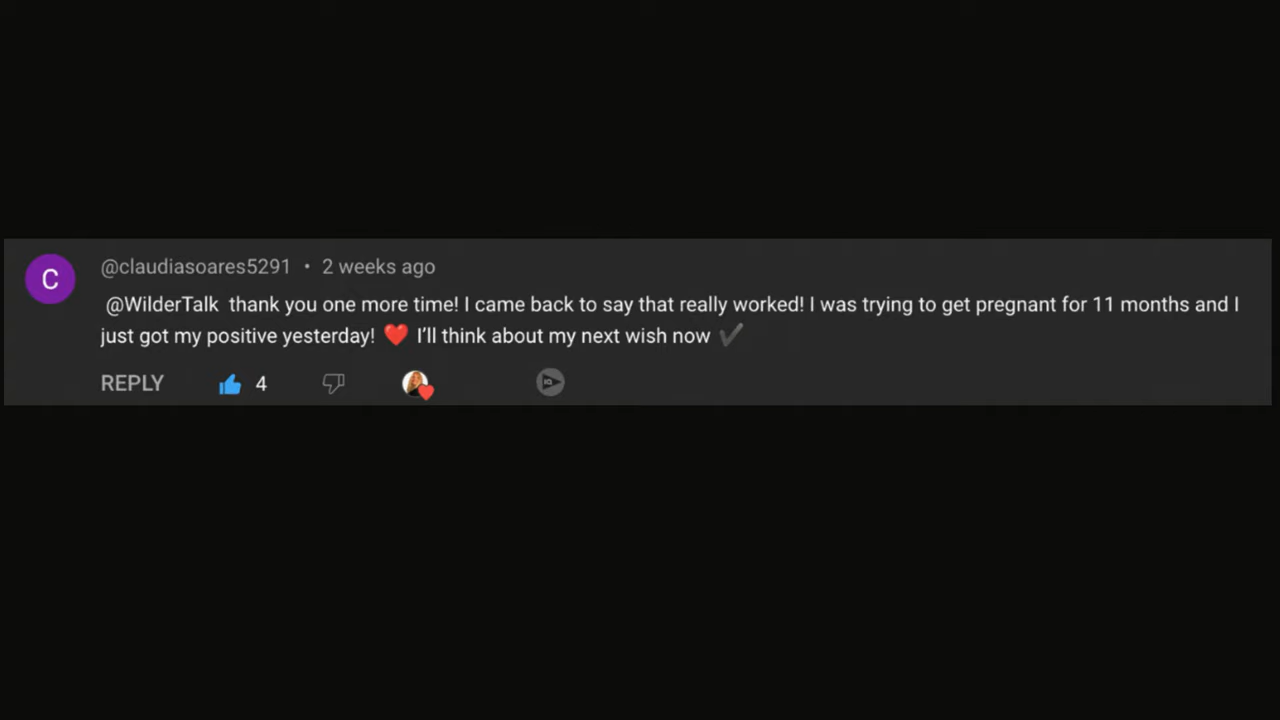 C
@claudiasoares5291 • 2 weeks ago
@WilderTalk thank you one more time! I came back to say that really worked! I was trying to get pregnant for 11 months and I
just got my positive yesterday! ❤️ I’ll think about my next wish now ✔️
REPLY 4